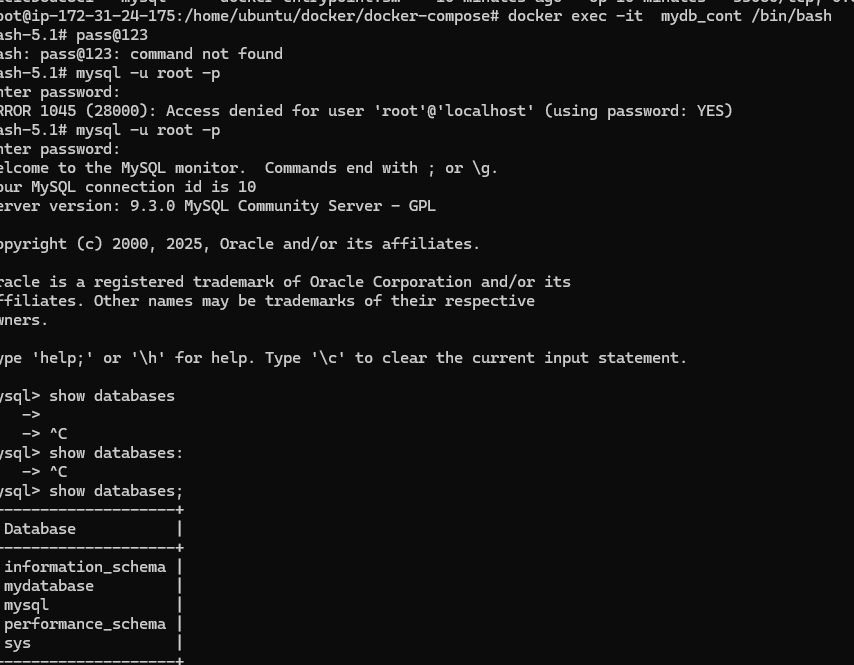 oot@ip-172-31-24-175:/home/ubuntu/docker/docker-compose# docker exec -it  mydb_cont /bin/bash
ash-5.1# pass@123
ash: pass@123: command not found
ash-5.1# mysql -u root -p
nter password:
RROR 1045 (28000): Access denied for user 'root'@'localhost' (using password: YES)
ash-5.1# mysql -u root -p
nter password:
elcome to the MySQL monitor.  Commands end with ; or \g.
our MySQL connection id is 10
erver version: 9.3.0 MySQL Community Server - GPL
opyright (c) 2000, 2025, Oracle and/or its affiliates.
racle is a registered trademark of Oracle Corporation and/or its
ffiliates. Other names may be trademarks of their respective
wners.
ype 'help;' or '\h' for help. Type '\c' to clear the current input statement.
ysql> show databases
->
-> ^C
ysql> show databases:
-> ^C
ysql> show databases;
--------------------+
Database           |
--------------------+
information_schema |
mydatabase         |
mysql              |
performance_schema |
sys                |
--------------------+